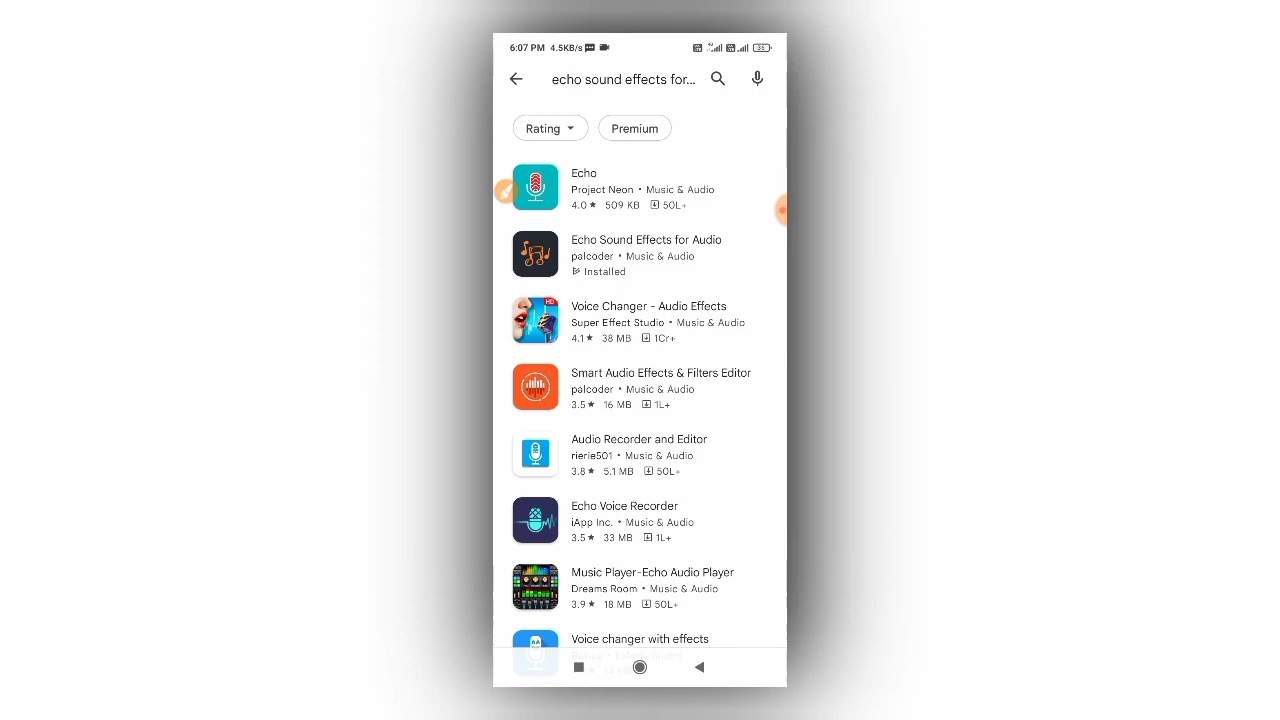 6:07 PM 4.5KB/s 36
echo sound effects for...
Rating Premium
Echo
Project Neon • Music & Audio
4.0★ 509 KB 50L+
Echo Sound Effects for Audio
palcoder • Music & Audio
Installed
HD
Voice Changer - Audio Effects
Super Effect Studio • Music & Audio
4.1★ 38 MB 1Cr+
Smart Audio Effects & Filters Editor
palcoder • Music & Audio
3.5★ 16 MB 1L+
Audio Recorder and Editor
rierie501 • Music & Audio
3.8★ 5.1 MB 50L+
Echo Voice Recorder
iApp Inc. • Music & Audio
3.5★ 33 MB 1L+
Music Player-Echo Audio Player
Dreams Room • Music & Audio
3.9★ 18 MB 50L+
Voice changer with effects